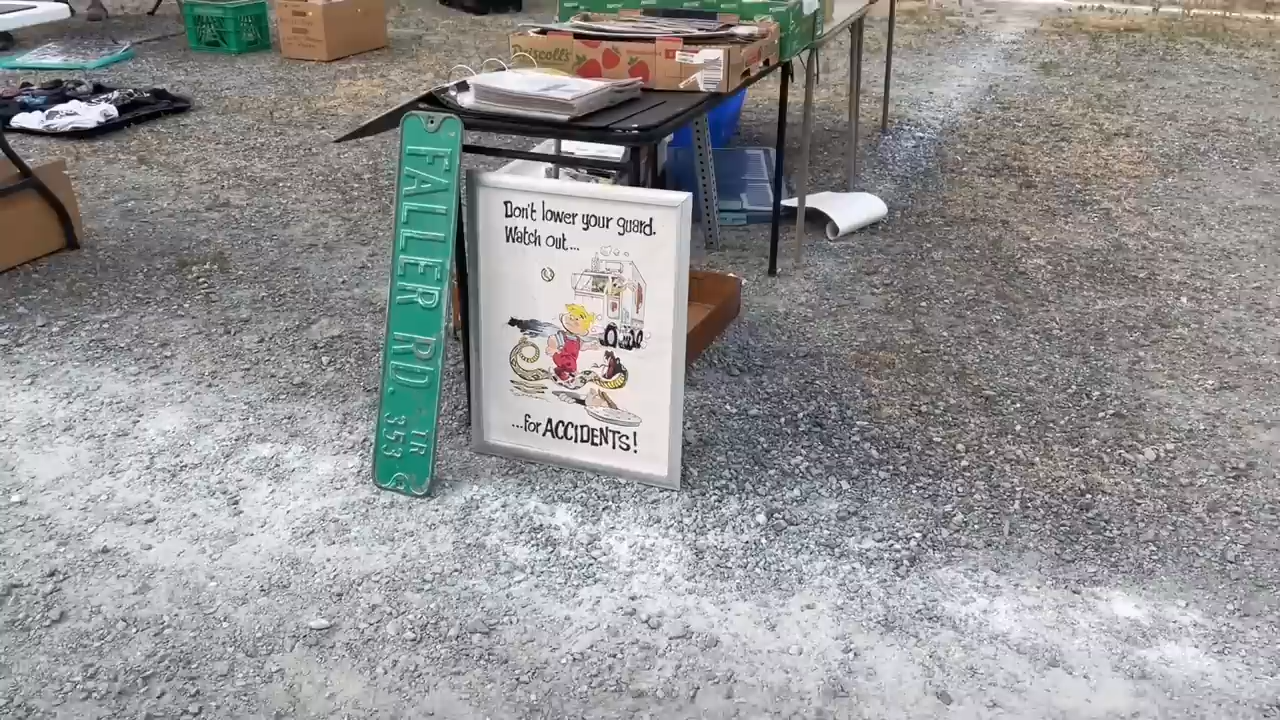 Driscoll's
FALLER RD. TR
353
Don't lower your guard.
Watch out...
...for ACCIDENTS!